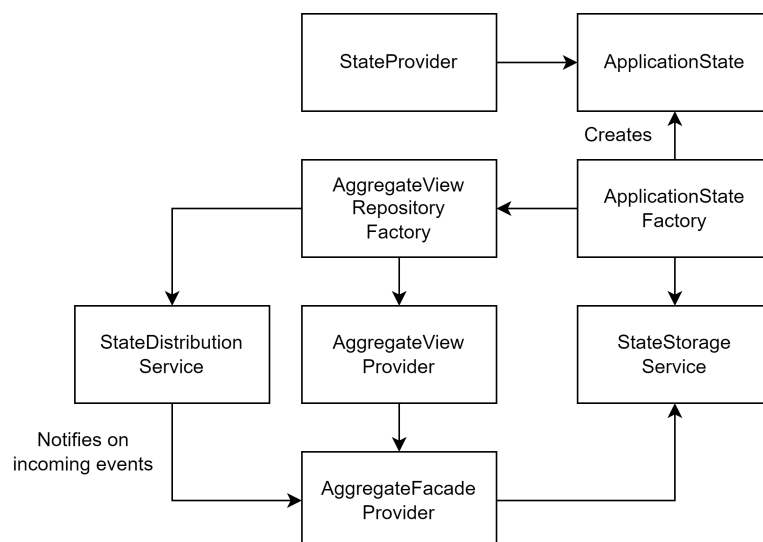 StateProvider
ApplicationState
Creates
AggregateView
Repository
Factory
ApplicationState
Factory
StateDistribution
Service
AggregateView
Provider
StateStorage
Service
Notifies on
incoming events
AggregateFacade
Provider